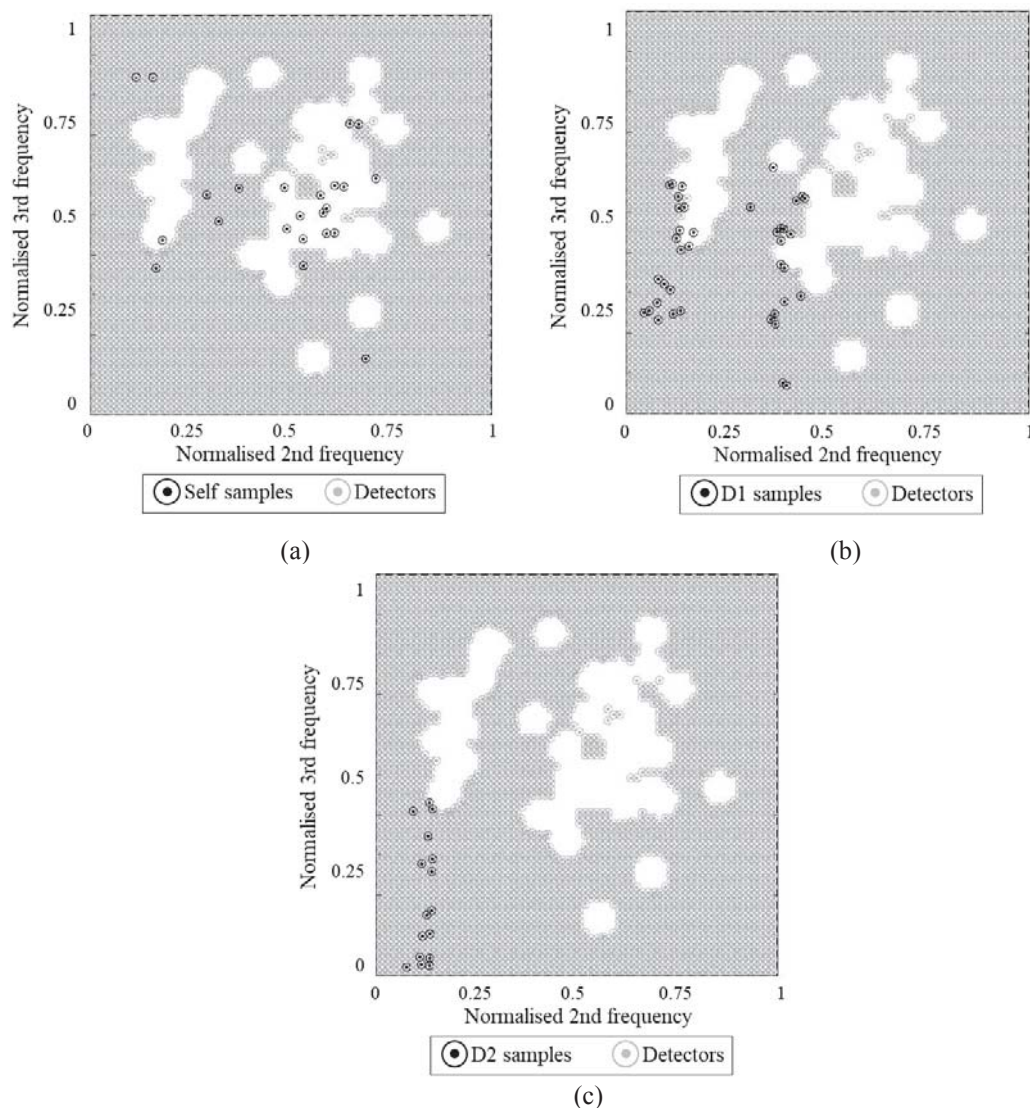 1
0.75
0.5
0.25
0
Normalised 3rd frequency
0 0.25 0.5 0.75 1
Normalised 2nd frequency
Self samples Detectors
(a)
1
0.75
0.5
0.25
0
Normalised 3rd frequency
0 0.25 0.5 0.75 1
Normalised 2nd frequency
D1 samples Detectors
(b)
1
0.75
0.5
0.25
0
Normalised 3rd frequency
0 0.25 0.5 0.75 1
Normalised 2nd frequency
D2 samples Detectors
(c)